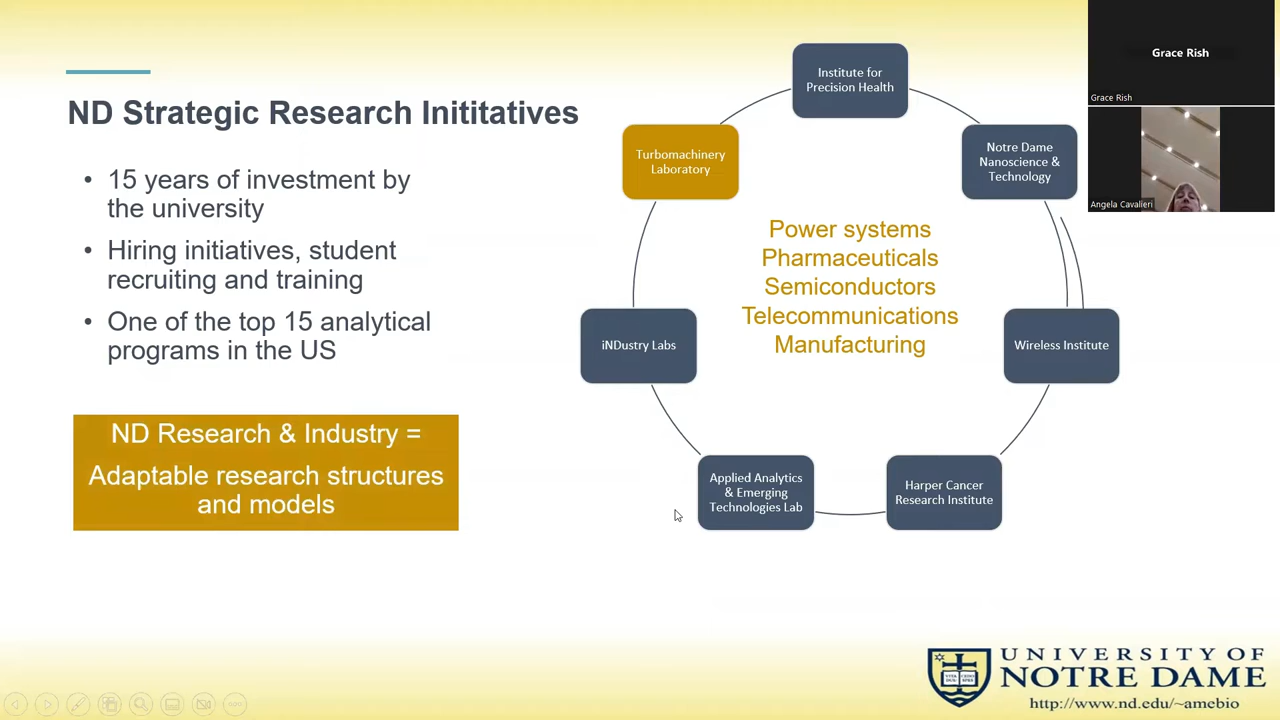 ND Strategic Research Inititatives
• 15 years of investment by
the university
• Hiring initiatives, student
recruiting and training
• One of the top 15 analytical
programs in the US
ND Research & Industry =
Adaptable research structures
and models
Institute for
Precision Health
Turbomachinery
Laboratory
Notre Dame
Nanoscience &
Technology
Power systems
Pharmaceuticals
Semiconductors
Telecommunications
Manufacturing
iNDustry Labs
Wireless Institute
Applied Analytics
& Emerging
Technologies Lab
Harper Cancer
Research Institute
Grace Rish
Grace Rish
Angela Cavalieri
UNIVERSITY OF
NOTRE DAME
http://www.nd.edu/~amebio